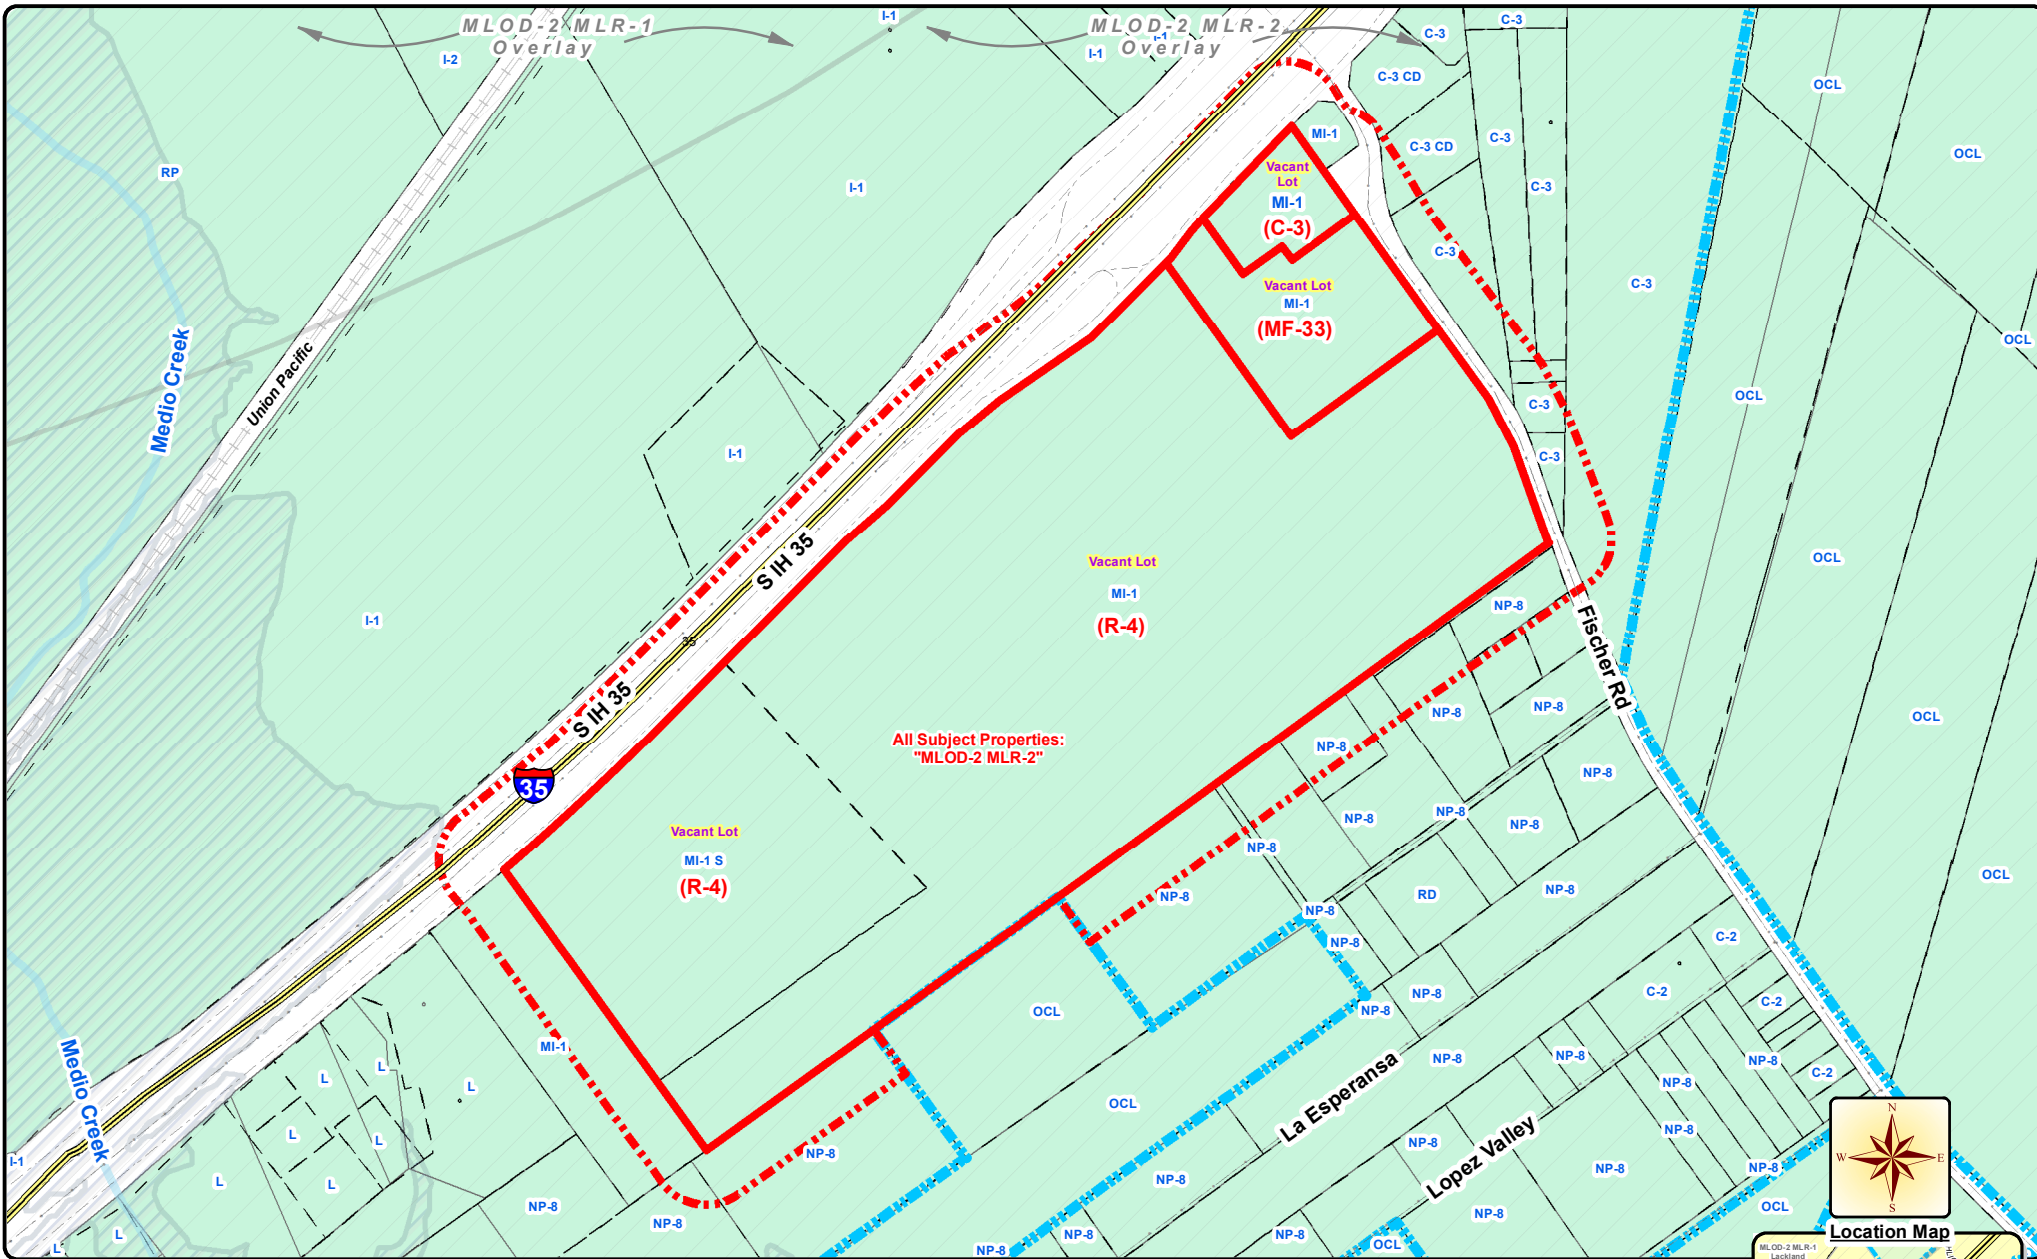 MLOD-2 MLR-1
Overlay
MLOD-2 MLR-2
Overlay
I-1
I-2
I-1
I-1
C-3
C-3
C-3 CD
OCL
RP
I-1
MI-1
C-3 CD
C-3
OCL
Vacant
Lot
MI-1
(C-3)
C-3
C-3
C-3
Vacant Lot
MI-1
(MF-33)
OCL
Medio Creek
Union Pacific
OCL
C-3
I-1
C-3
S IH 35
Vacant Lot
MI-1
(R-4)
OCL
I-1
NP-8
Fischer Rd
35
S IH 35
NP-8
NP-8
OCL
All Subject Properties:
"MLOD-2 MLR-2"
NP-8
NP-8
35
NP-8
NP-8
NP-8
Vacant Lot
MI-1 S
(R-4)
NP-8
OCL
NP-8
RD
NP-8
NP-8
NP-8
C-2
NP-8
C-2
C-2
OCL
NP-8
NP-8
MI-1
Medio Creek
L
L
L
NP-8
NP-8
NP-8
C-2
NP-8
OCL
La Esperansa
L
L
NP-8
NP-8
NP-8
Lopez Valley
I-1
L
L
NP-8
NP-8
NP-8
N
W
E
S
NP-8
NP-8
NP-8
OCL
L
L
NP-8
NP-8
NP-8
OCL
Location Map
MLOD-2 MLR-1
Lackland